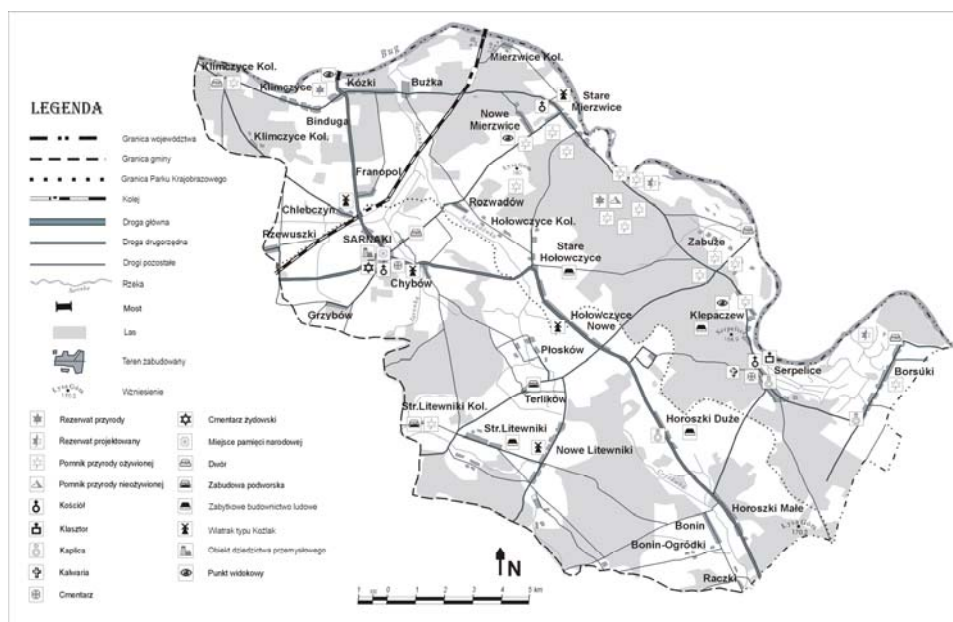 LEGENDA
Granica województwa
Granica gminy
Granica Parku Krajobrazowego
Kolej
Droga główna
Droga drugorzędna
Drogi pozostałe
Rzeka
Most
Las
Teren zabudowany
Wzniesienie
Rezerwat przyrody
Rezerwat projektowany
Pomnik przyrody ożywionej
Pomnik przyrody nieożywionej
Kościół
Klasztor
Kaplica
Kalwaria
Cmentarz
Cmentarz żydowski
Miejsce pamięci narodowej
Dwór
Zabudowa podworska
Zabytkowe budownictwo ludowe
Wiatrak typu Koźlak
Obiekt dziedzictwa przemysłowego
Punkt widokowy
Bug
Mierzwice Kol.
Klimczyce Kol.
Klimczyce
Kózki
Bużka
Stare
Mierzwice
Binduga
Nowe
Mierzwice
Klimczyce Kol.
Franopol
Rozwadów
Chlebczyn
Hołowczyce Kol.
Rzewuszki
SARNAKI
Stare
Hołowczyce
Zabuże
Chybów
Klepaczew
Grzybów
Hołowczyce
Nowe
Serpelice
Płosków
Serpelice
Borsuki
Terlików
Str.Litewniki Kol.
Str.Litewniki
Horoszki Duże
Nowe Litewniki
Horoszki Małe
Bonin
Bonin-Ogródki
Raczki
N
1 0 1 2 3 4 5 km